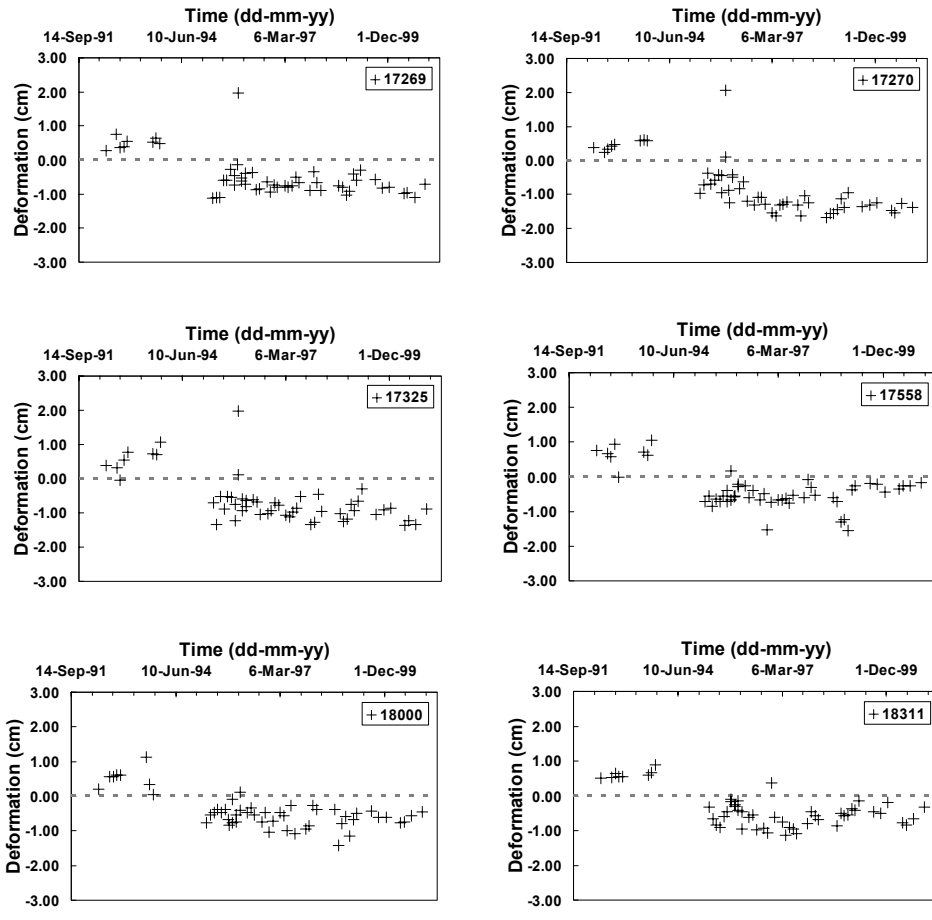 Time (dd-mm-yy)
14-Sep-91 10-Jun-94 6-Mar-97 1-Dec-99
3.00
2.00
1.00
0.00
-1.00
-2.00
-3.00
Deformation (cm)
17269
Time (dd-mm-yy)
14-Sep-91 10-Jun-94 6-Mar-97 1-Dec-99
3.00
2.00
1.00
0.00
-1.00
-2.00
-3.00
Deformation (cm)
17270
Time (dd-mm-yy)
14-Sep-91 10-Jun-94 6-Mar-97 1-Dec-99
3.00
2.00
1.00
0.00
-1.00
-2.00
-3.00
Deformation (cm)
17325
Time (dd-mm-yy)
14-Sep-91 10-Jun-94 6-Mar-97 1-Dec-99
3.00
2.00
1.00
0.00
-1.00
-2.00
-3.00
Deformation (cm)
17558
Time (dd-mm-yy)
14-Sep-91 10-Jun-94 6-Mar-97 1-Dec-99
3.00
2.00
1.00
0.00
-1.00
-2.00
-3.00
Deformation (cm)
18000
Time (dd-mm-yy)
14-Sep-91 10-Jun-94 6-Mar-97 1-Dec-99
3.00
2.00
1.00
0.00
-1.00
-2.00
-3.00
Deformation (cm)
18311